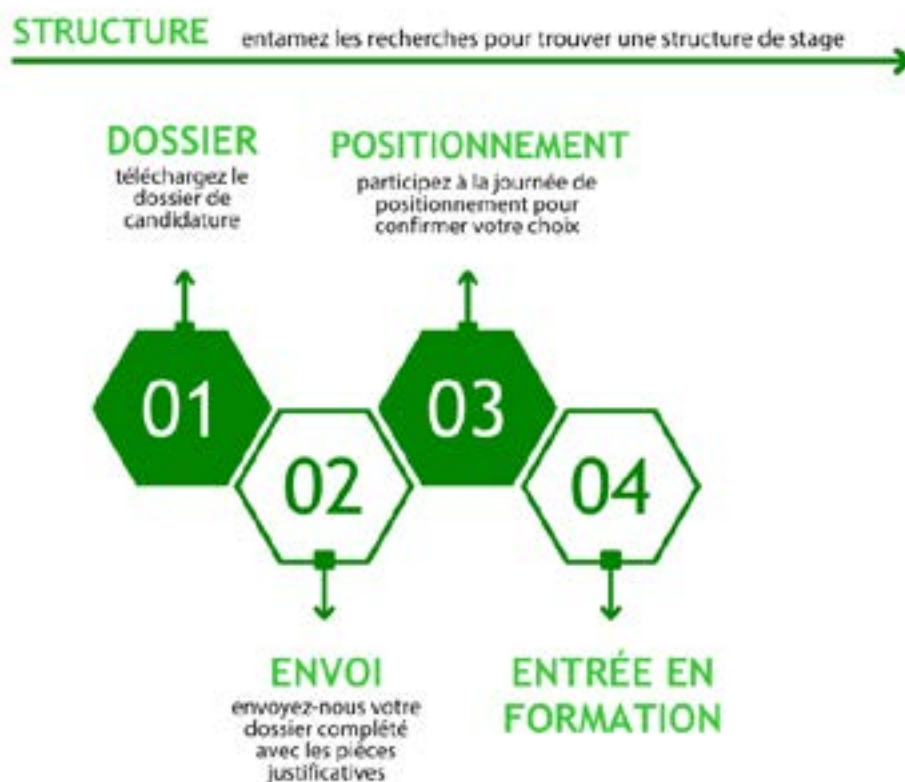 STRUCTURE entamez les recherches pour trouver une structure de stage
DOSSIER
téléchargez le
dossier de
candidature
POSITIONNEMENT
participez à la journée de
positionnement pour
confirmer votre choix
01
02
03
04
ENVOI
envoyez-nous votre
dossier complété
avec les pièces
justificatives
ENTRÉE EN
FORMATION